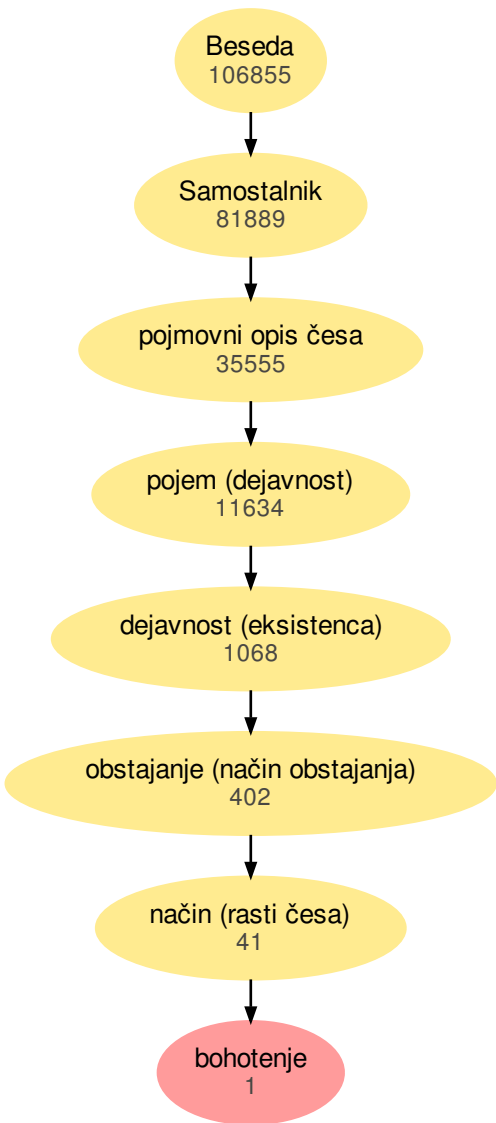 Beseda
106855
Samostalnik
81889
pojmovni opis česa
35555
pojem (dejavnost)
11634
dejavnost (eksistenca)
1068
obstajanje (način obstajanja)
402
način (rasti česa)
41
bohotenje
1